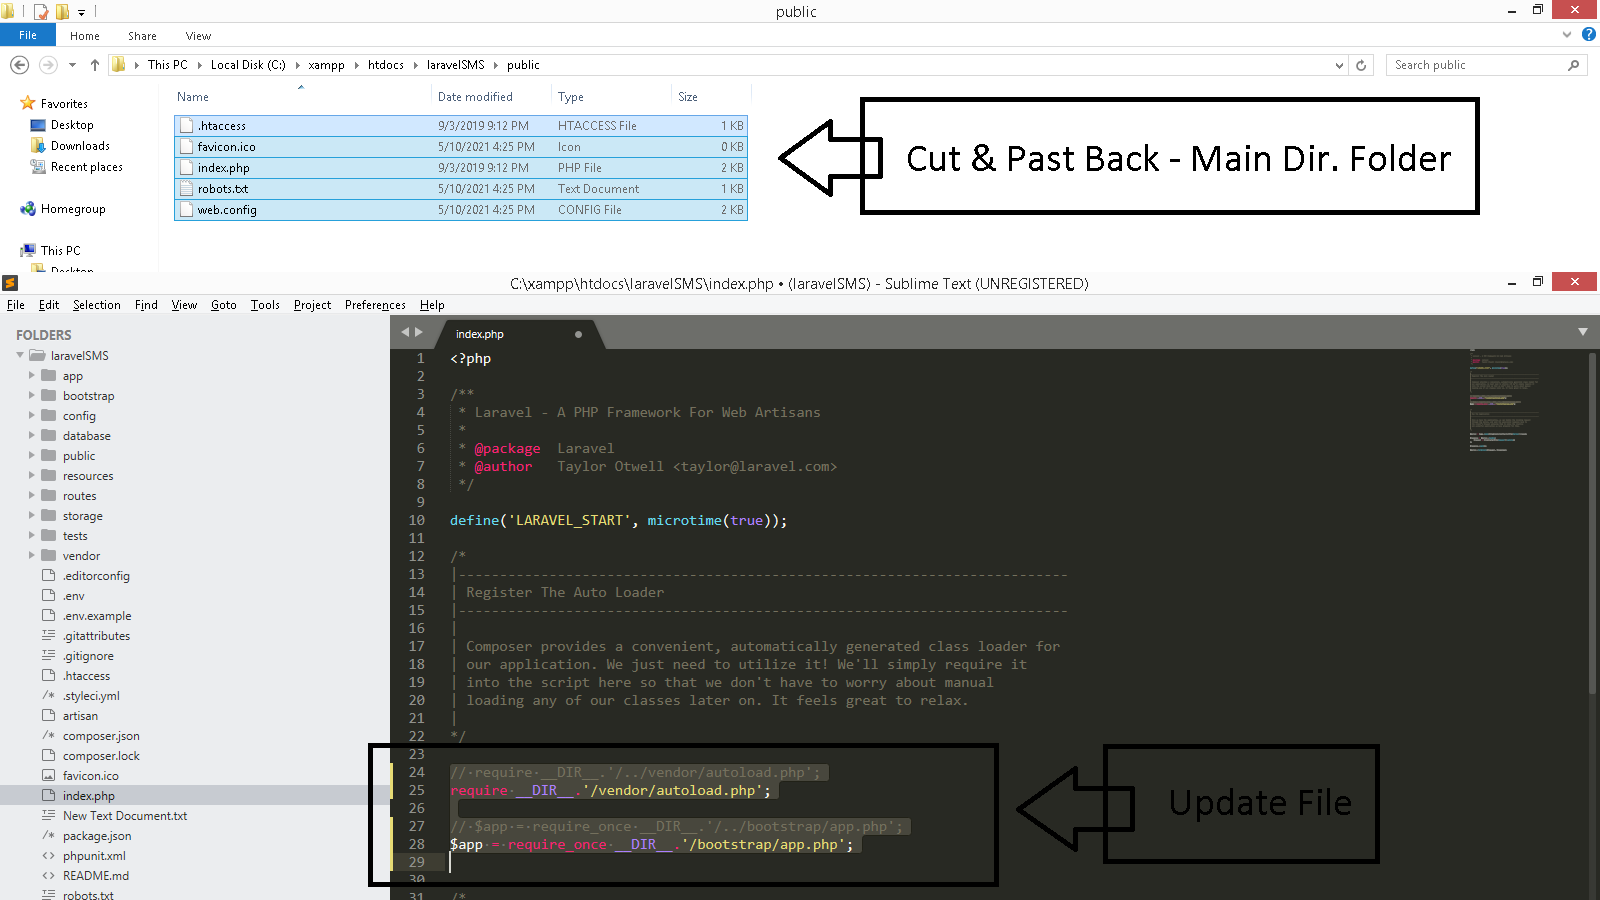 public
File Home Share View
This PC Local Disk (C:) xampp htdocs laravelSMS public
Search public
Name Date modified Type Size
Favorites
Desktop
Downloads
Recent places
Homegroup
This PC
Desktop
.htaccess 9/3/2019 9:12 PM HTACCESS File 1 KB
favicon.ico 5/10/2021 4:25 PM Icon 0 KB
index.php 9/3/2019 9:12 PM PHP File 2 KB
robots.txt 5/10/2021 4:25 PM Text Document 1 KB
web.config 5/10/2021 4:25 PM CONFIG File 2 KB
Cut & Past Back - Main Dir. Folder
C:\xampp\htdocs\laravelSMS\index.php • (laravelSMS) - Sublime Text (UNREGISTERED)
File Edit Selection Find View Goto Tools Project Preferences Help
FOLDERS
laravelSMS
app
bootstrap
config
database
public
resources
routes
storage
tests
vendor
.editorconfig
.env
.env.example
.gitattributes
.gitignore
.htaccess
/* .styleci.yml
artisan
/* composer.json
composer.lock
favicon.ico
index.php
New Text Document.txt
/* package.json
<> phpunit.xml
<> README.md
robots.txt
index.php
1 <?php
2
3 /**
4 * Laravel - A PHP Framework For Web Artisans
5 *
6 * @package Laravel
7 * @author Taylor Otwell <taylor@laravel.com>
8 */
9
10 define('LARAVEL_START', microtime(true));
11
12 /*
13 |--------------------------------------------------------------------------
14 | Register The Auto Loader
15 |--------------------------------------------------------------------------
16 |
17 | Composer provides a convenient, automatically generated class loader for
18 | our application. We just need to utilize it! We'll simply require it
19 | into the script here so that we don't have to worry about manual
20 | loading any of our classes later on. It feels great to relax.
21 |
22 */
23
24 // require __DIR__.'/../vendor/autoload.php';
25 require __DIR__.'/vendor/autoload.php';
26
27 // $app = require_once __DIR__.'/../bootstrap/app.php';
28 $app = require_once __DIR__.'/bootstrap/app.php';
29
30
31 /*
Update File